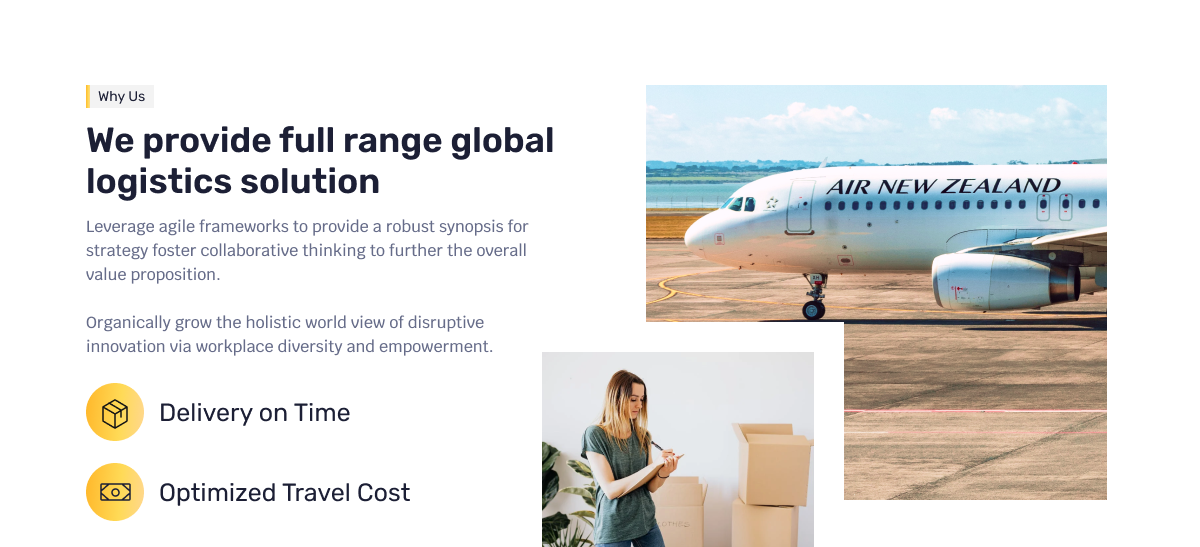 Why Us
We provide full range global
logistics solution
Leverage agile frameworks to provide a robust synopsis for
strategy foster collaborative thinking to further the overall
value proposition.
Organically grow the holistic world view of disruptive
innovation via workplace diversity and empowerment.
Delivery on Time
Optimized Travel Cost
AIR NEW ZEALAND